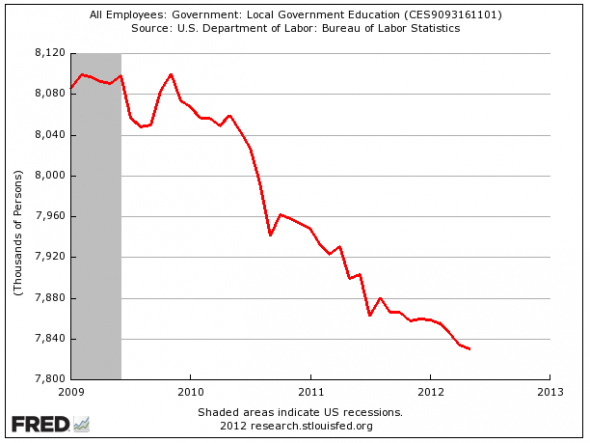 All Employees: Government: Local Government Education (CES9093161101)
Source: U.S. Department of Labor: Bureau of Labor Statistics
8,120
8,080
8,040
8,000
7,960
7,920
7,880
7,840
7,800
(Thousands of Persons)
2009 2010 2011 2012 2013
Shaded areas indicate US recessions.
2012 research.stlouisfed.org
FRED